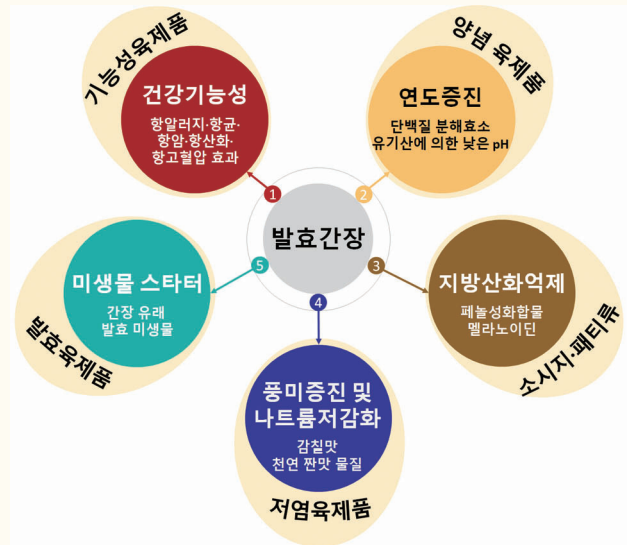 기능성육제품
건강기능성
항알러지·항균·
항암·항산화·
항고혈압 효과
양념 육제품
연도증진
단백질 분해효소
유기산에 의한 낮은 pH
1
2
발효간장
5
3
4
미생물 스타터
간장 유래
발효 미생물
발효육제품
지방산화억제
페놀성화합물
멜라노이딘
소시지·패티류
풍미증진 및
나트륨저감화
감칠맛
천연 짠맛 물질
저염육제품